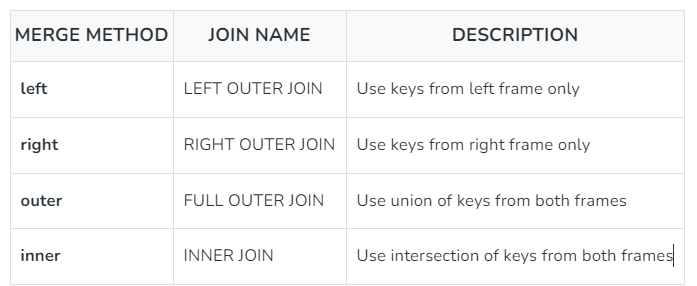 MERGE METHOD JOIN NAME DESCRIPTION
left LEFT OUTER JOIN Use keys from left frame only
right RIGHT OUTER JOIN Use keys from right frame only
outer FULL OUTER JOIN Use union of keys from both frames
inner INNER JOIN Use intersection of keys from both frames